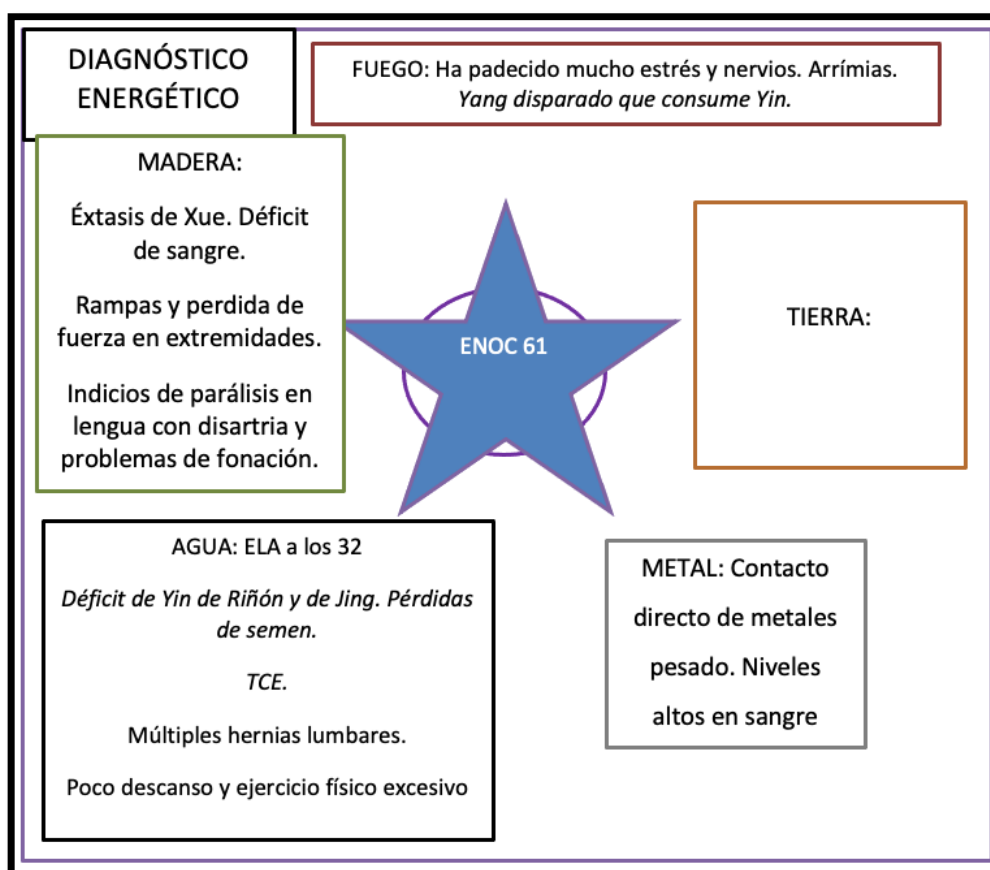 DIAGNÓSTICO
ENERGÉTICO
FUEGO: Ha padecido mucho estrés y nervios. Arrímias.
Yang disparado que consume Yin.
MADERA:
Éxtasis de Xue. Déficit
de sangre.
Rampas y perdida de
fuerza en extremidades.
Indicios de parálisis en
lengua con disartria y
problemas de fonación.
ENOC 61
TIERRA:
AGUA: ELA a los 32
Déficit de Yin de Riñón y de Jing. Pérdidas
de semen.
TCE.
Múltiples hernias lumbares.
Poco descanso y ejercicio físico excesivo
METAL: Contacto
directo de metales
pesado. Niveles
altos en sangre